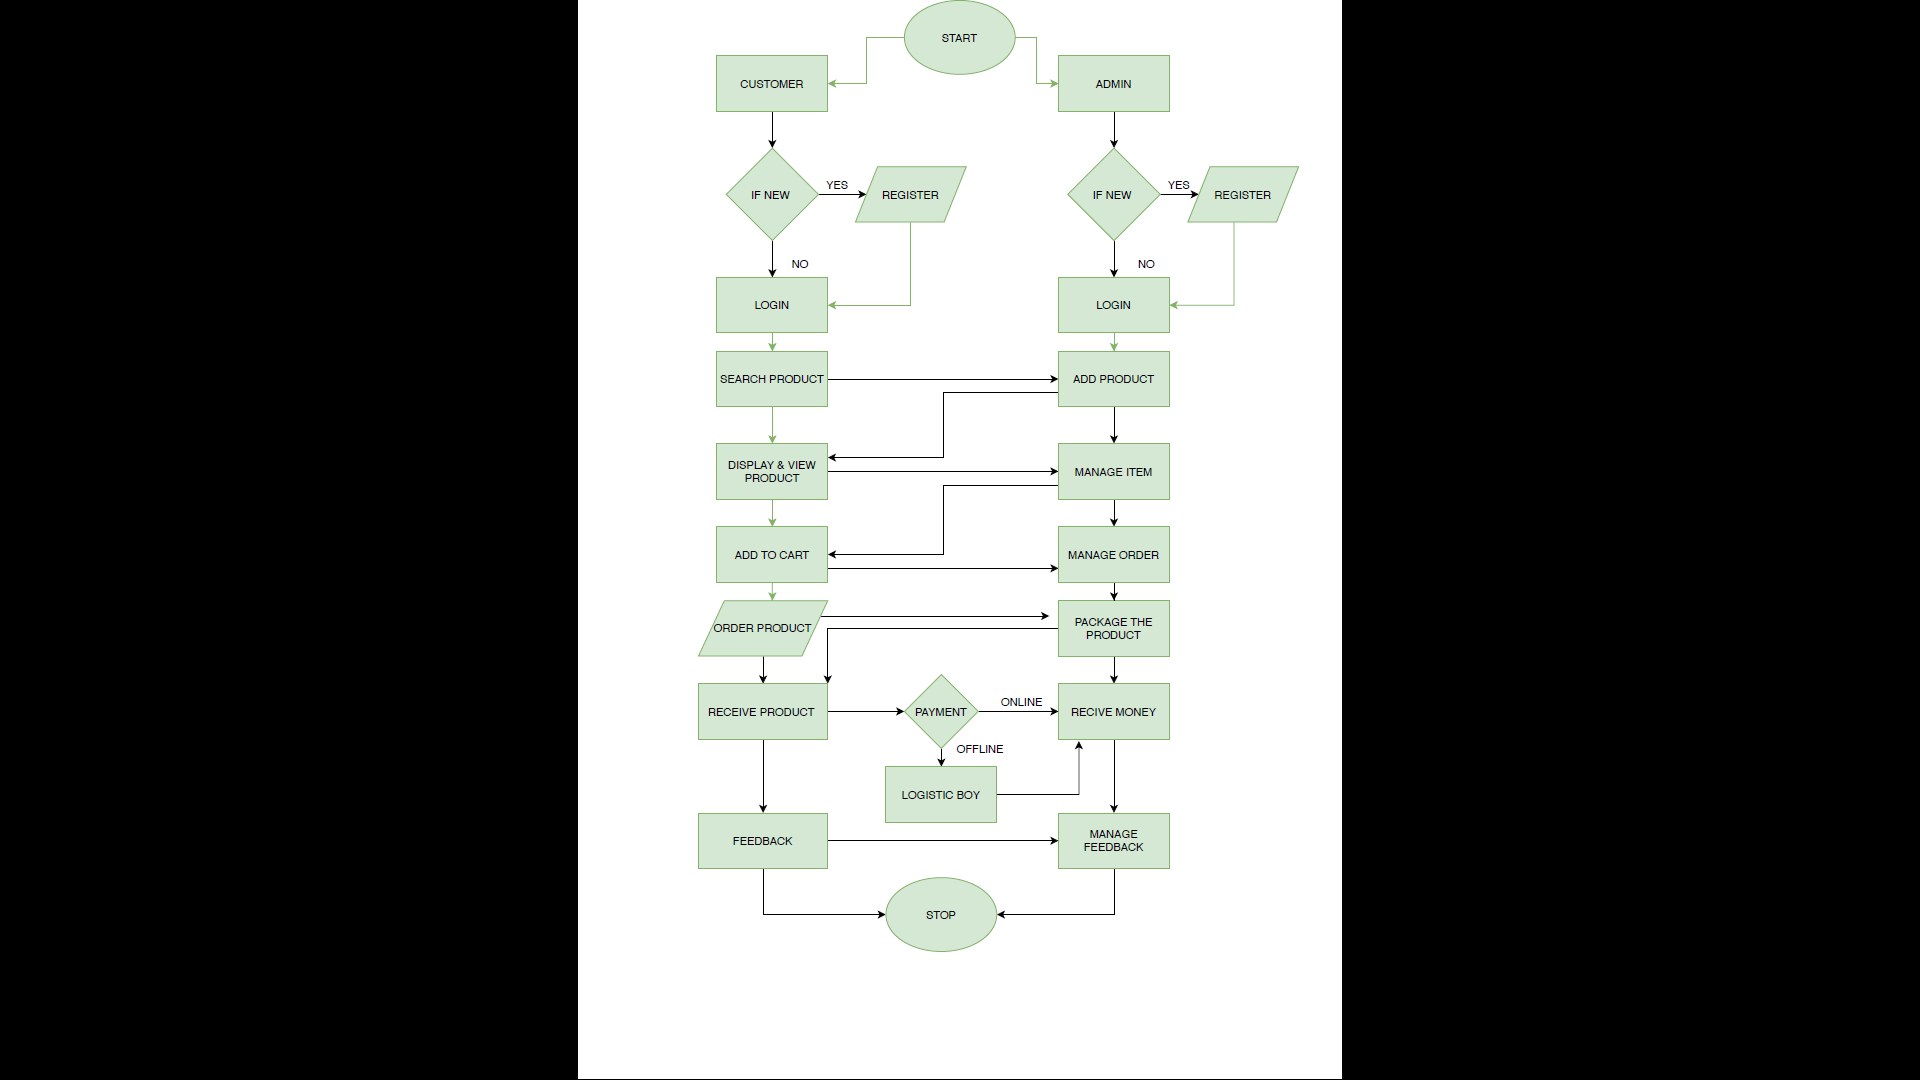 START
CUSTOMER
ADMIN
IF NEW
YES
REGISTER
IF NEW
YES
REGISTER
NO
NO
LOGIN
LOGIN
SEARCH PRODUCT
ADD PRODUCT
DISPLAY & VIEW
PRODUCT
MANAGE ITEM
ADD TO CART
MANAGE ORDER
ORDER PRODUCT
PACKAGE THE
PRODUCT
RECEIVE PRODUCT
PAYMENT
ONLINE
RECIVE MONEY
OFFLINE
LOGISTIC BOY
FEEDBACK
MANAGE
FEEDBACK
STOP